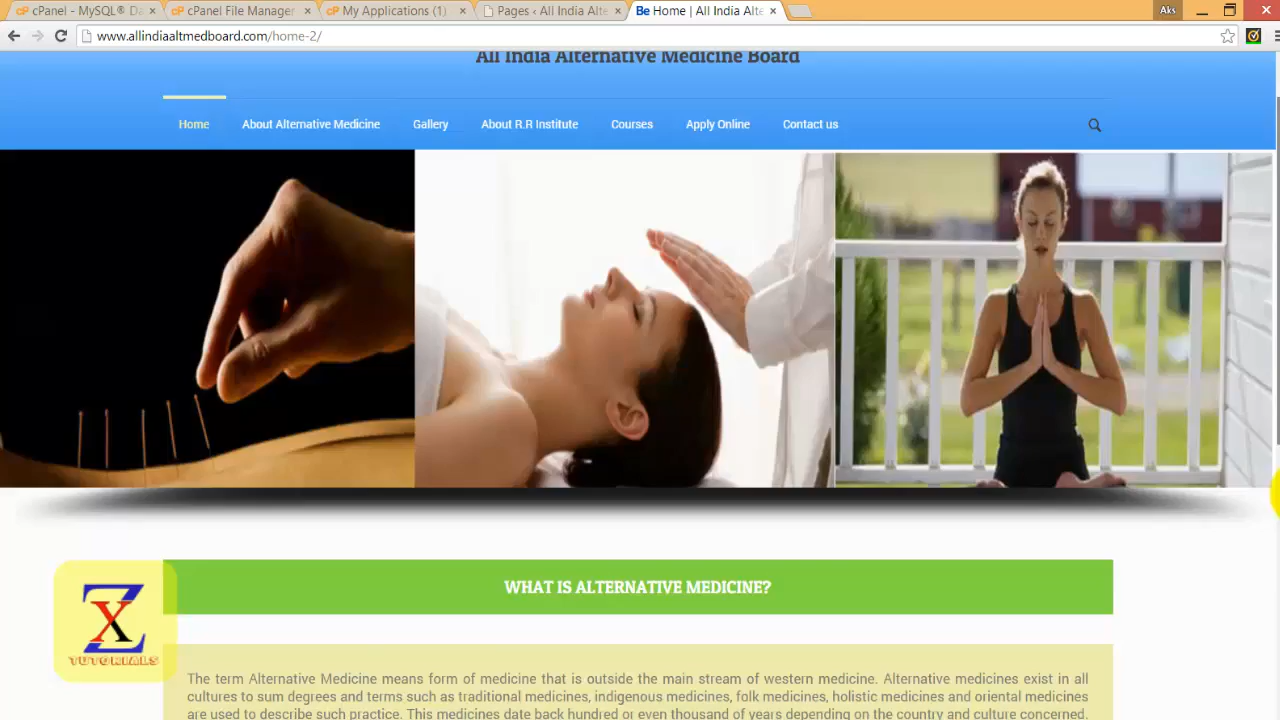 cPanel - MySQL® Da
cPanel File Manager
My Applications (1)
Pages ‹ All India Alte
Be Home | All India Alte
Aks
www.allindiaaltmedboard.com/home-2/
All India Alternative Medicine Board
Home
About Alternative Medicine
Gallery
About R.R Institute
Courses
Apply Online
Contact us
WHAT IS ALTERNATIVE MEDICINE?
ZX
TUTORIALS
The term Alternative Medicine means form of medicine that is outside the main stream of western medicine. Alternative medicines exist in all
cultures to sum degrees and terms such as traditional medicines, indigenous medicines, folk medicines, holistic medicines and oriental medicines
are used to describe such practice. This medicines date back hundred or even thousand of years depending on the country and culture concerned.